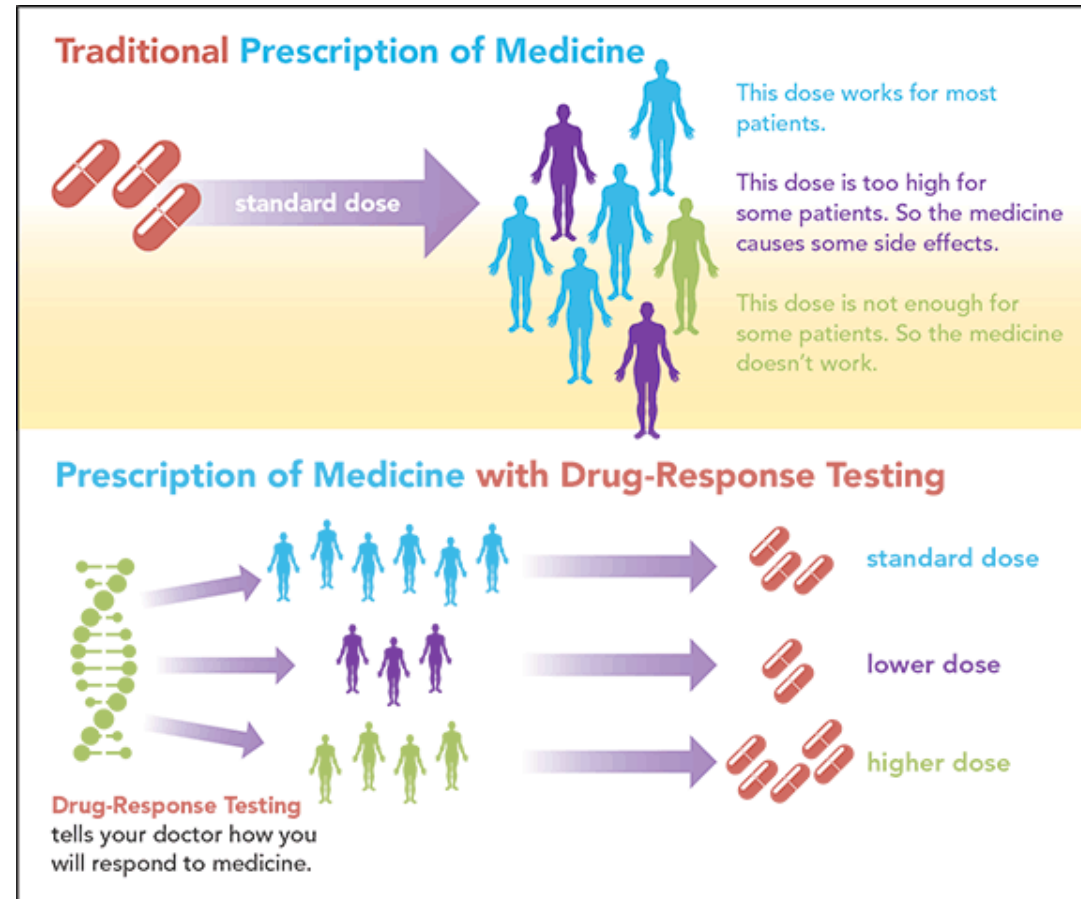 Traditional Prescription of Medicine
This dose works for most
patients.
standard dose
This dose is too high for
some patients. So the medicine
causes some side effects.
This dose is not enough for
some patients. So the medicine
doesn’t work.
Prescription of Medicine with Drug-Response Testing
standard dose
lower dose
higher dose
Drug-Response Testing
tells your doctor how you
will respond to medicine.